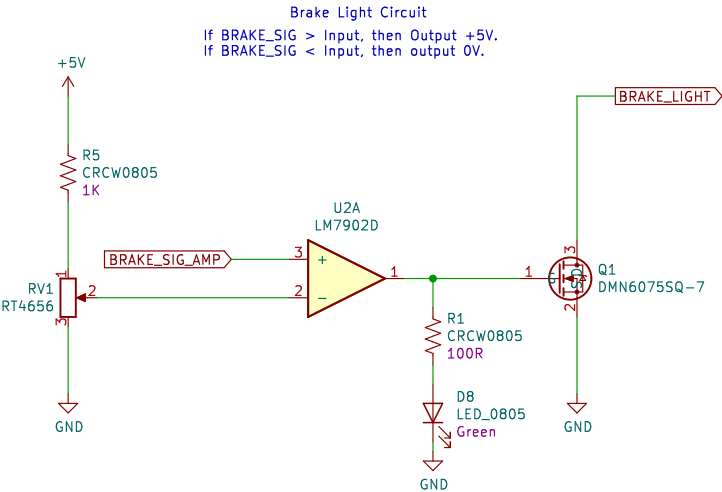 Brake Light Circuit
If BRAKE_SIG > Input, then Output +5V.
If BRAKE_SIG < Input, then output 0V.
+5V
BRAKE_LIGHT
R5
CRCW0805
1K
U2A
LM7902D
BRAKE_SIG_AMP
3
+
1
2
−
1
3
2
G
S
D
Q1
DMN6075SQ-7
RV1
RT4656
1
2
3
R1
CRCW0805
100R
D8
LED_0805
Green
GND
GND
GND